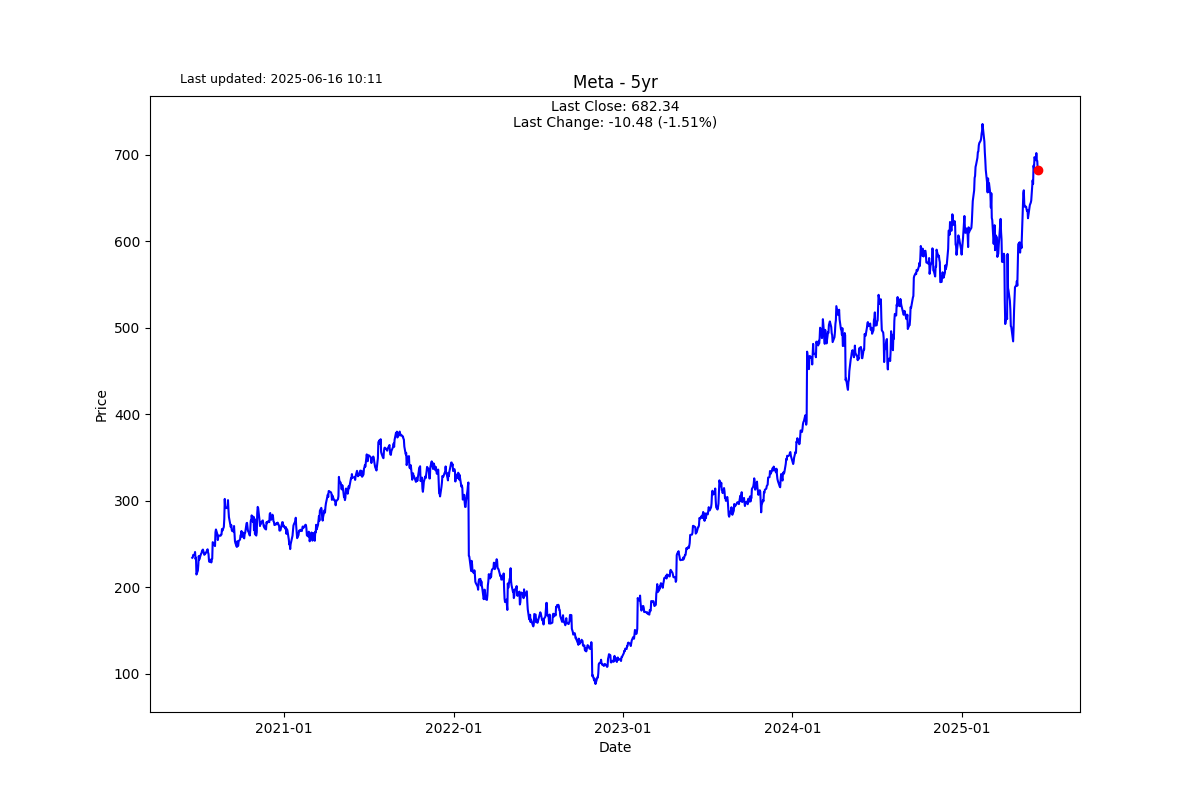 Last updated: 2025-06-16 10:11
Meta - 5yr
Last Close: 682.34
Last Change: -10.48 (-1.51%)
700
600
500
400
300
200
100
Price
2021-01
2022-01
2023-01
2024-01
2025-01
Date